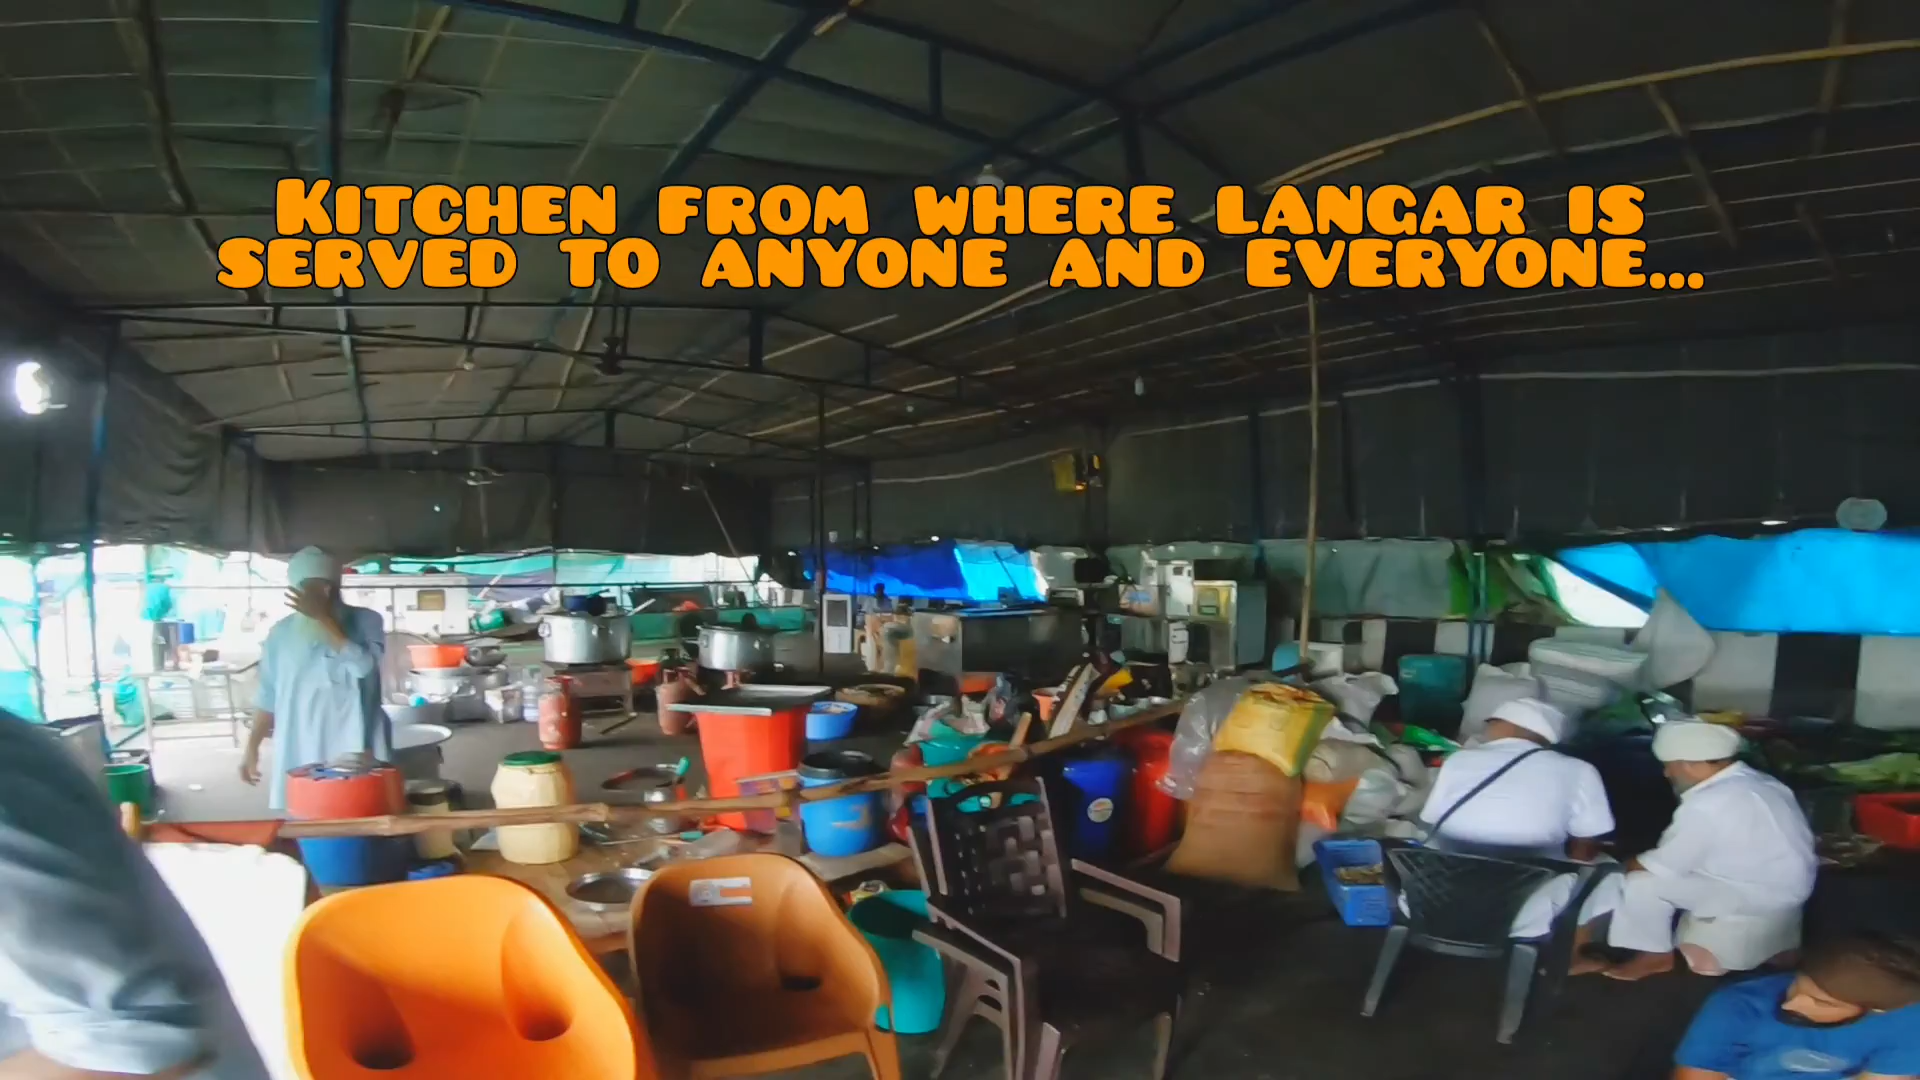 Kitchen from where langar is
served to anyone and everyone...